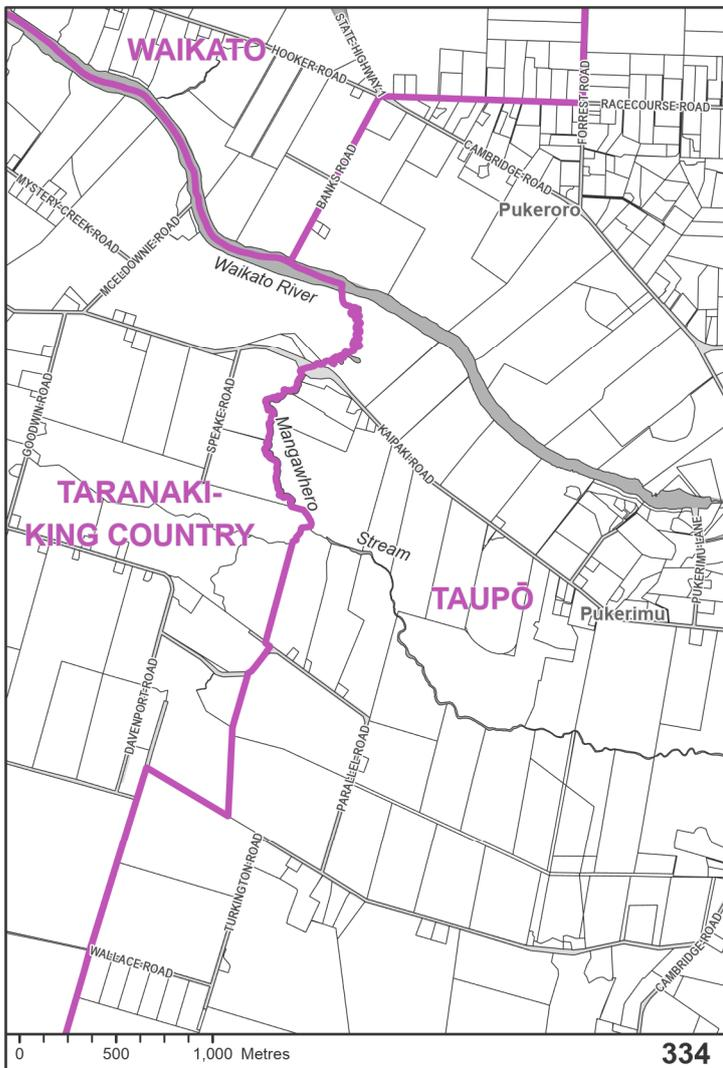 WAIKATO
STATE HIGHWAY 1
HOOKER ROAD
FORREST ROAD
RACECOURSE ROAD
CAMBRIDGE ROAD
BANKS ROAD
Pukeroro
MYSTERY CREEK ROAD
MCELDOWNIE ROAD
Waikato River
GOODWIN ROAD
SPEAKE ROAD
Mangawhero
KAIPAKI ROAD
TARANAKI-
KING COUNTRY
Stream
PUKERIMU LANE
TAUPŌ
Pukerimu
DAVENPORT ROAD
PARALLEL ROAD
TURKINGTON ROAD
WALLACE ROAD
CAMBRIDGE ROAD
0 500 1,000 Metres
334